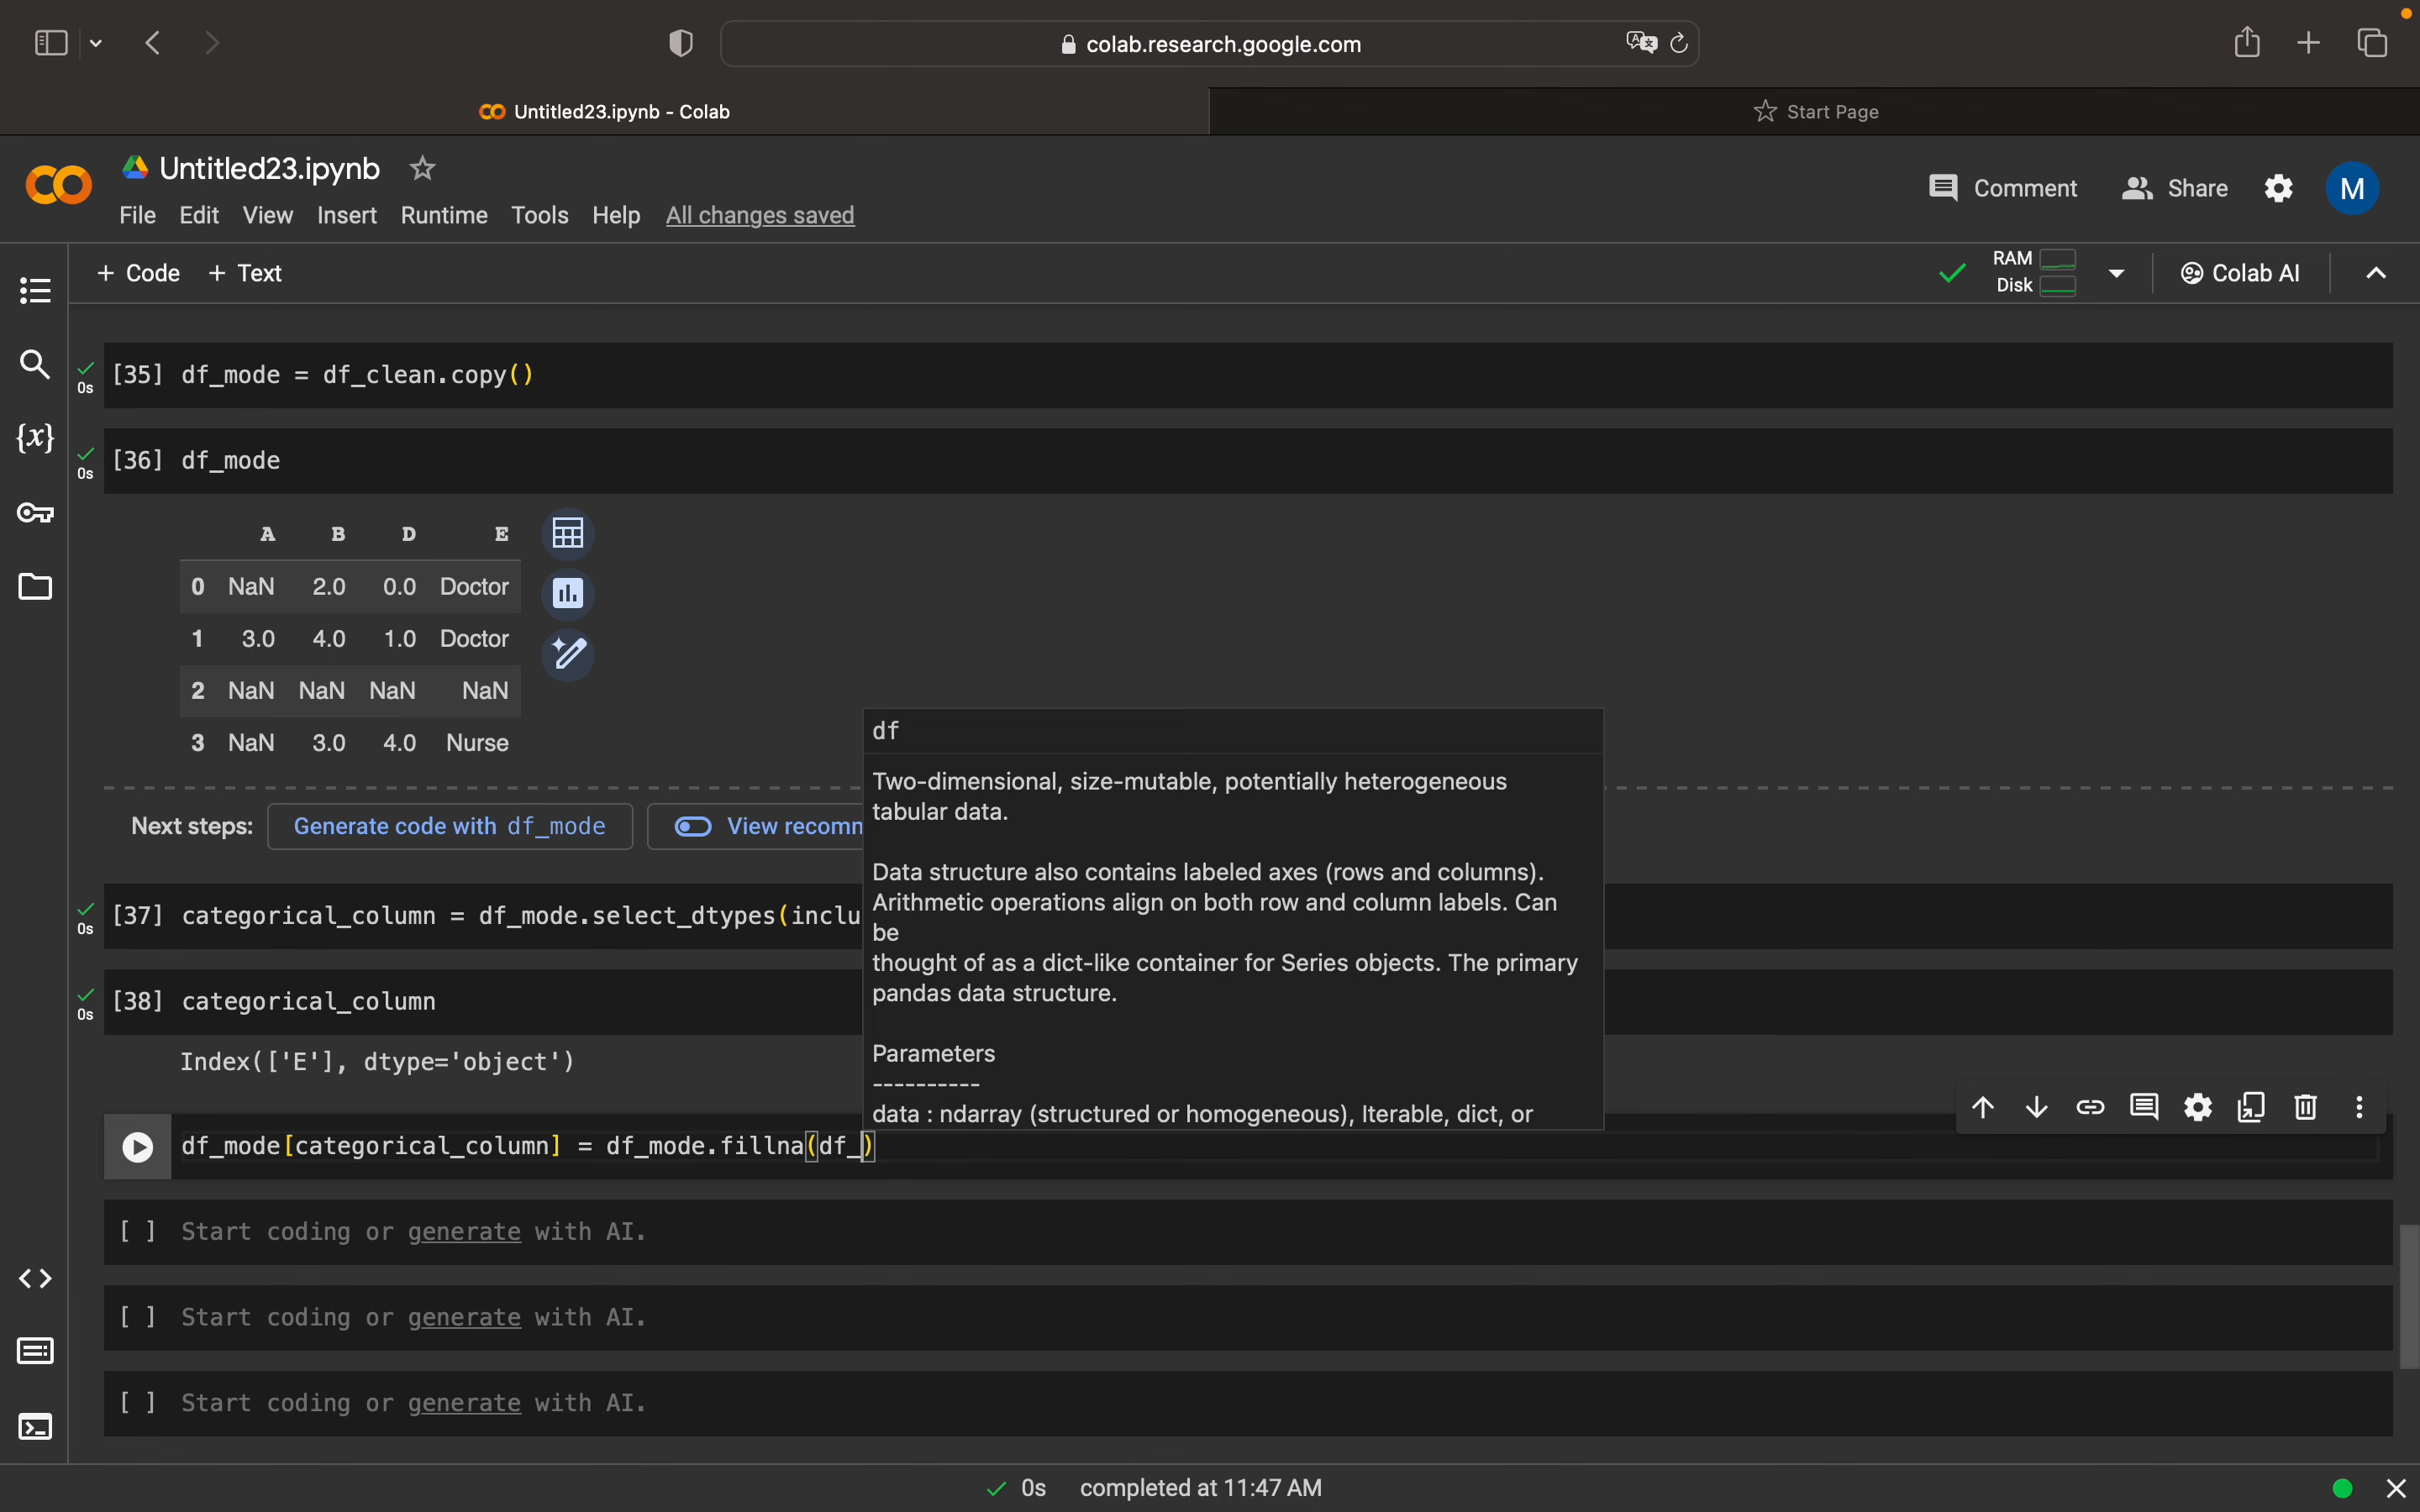 colab.research.google.com
Untitled23.ipynb - Colab
Start Page
Untitled23.ipynb
Comment
Share
M
File Edit View Insert Runtime Tools Help All changes saved
+ Code + Text
RAM
Disk
Colab AI
0s
[35] df_mode = df_clean.copy()
0s
[36] df_mode
A B D E
0 NaN 2.0 0.0 Doctor
1 3.0 4.0 1.0 Doctor
2 NaN NaN NaN NaN
3 NaN 3.0 4.0 Nurse
Next steps: Generate code with df_mode View recomm
df
Two-dimensional, size-mutable, potentially heterogeneous
tabular data.
Data structure also contains labeled axes (rows and columns).
Arithmetic operations align on both row and column labels. Can
be
thought of as a dict-like container for Series objects. The primary
pandas data structure.
Parameters
----------
data : ndarray (structured or homogeneous), Iterable, dict, or
0s
[37] categorical_column = df_mode.select_dtypes(inclu
0s
[38] categorical_column
Index(['E'], dtype='object')
df_mode[categorical_column] = df_mode.fillna(df_)
[ ] Start coding or generate with AI.
[ ] Start coding or generate with AI.
[ ] Start coding or generate with AI.
0s completed at 11:47 AM